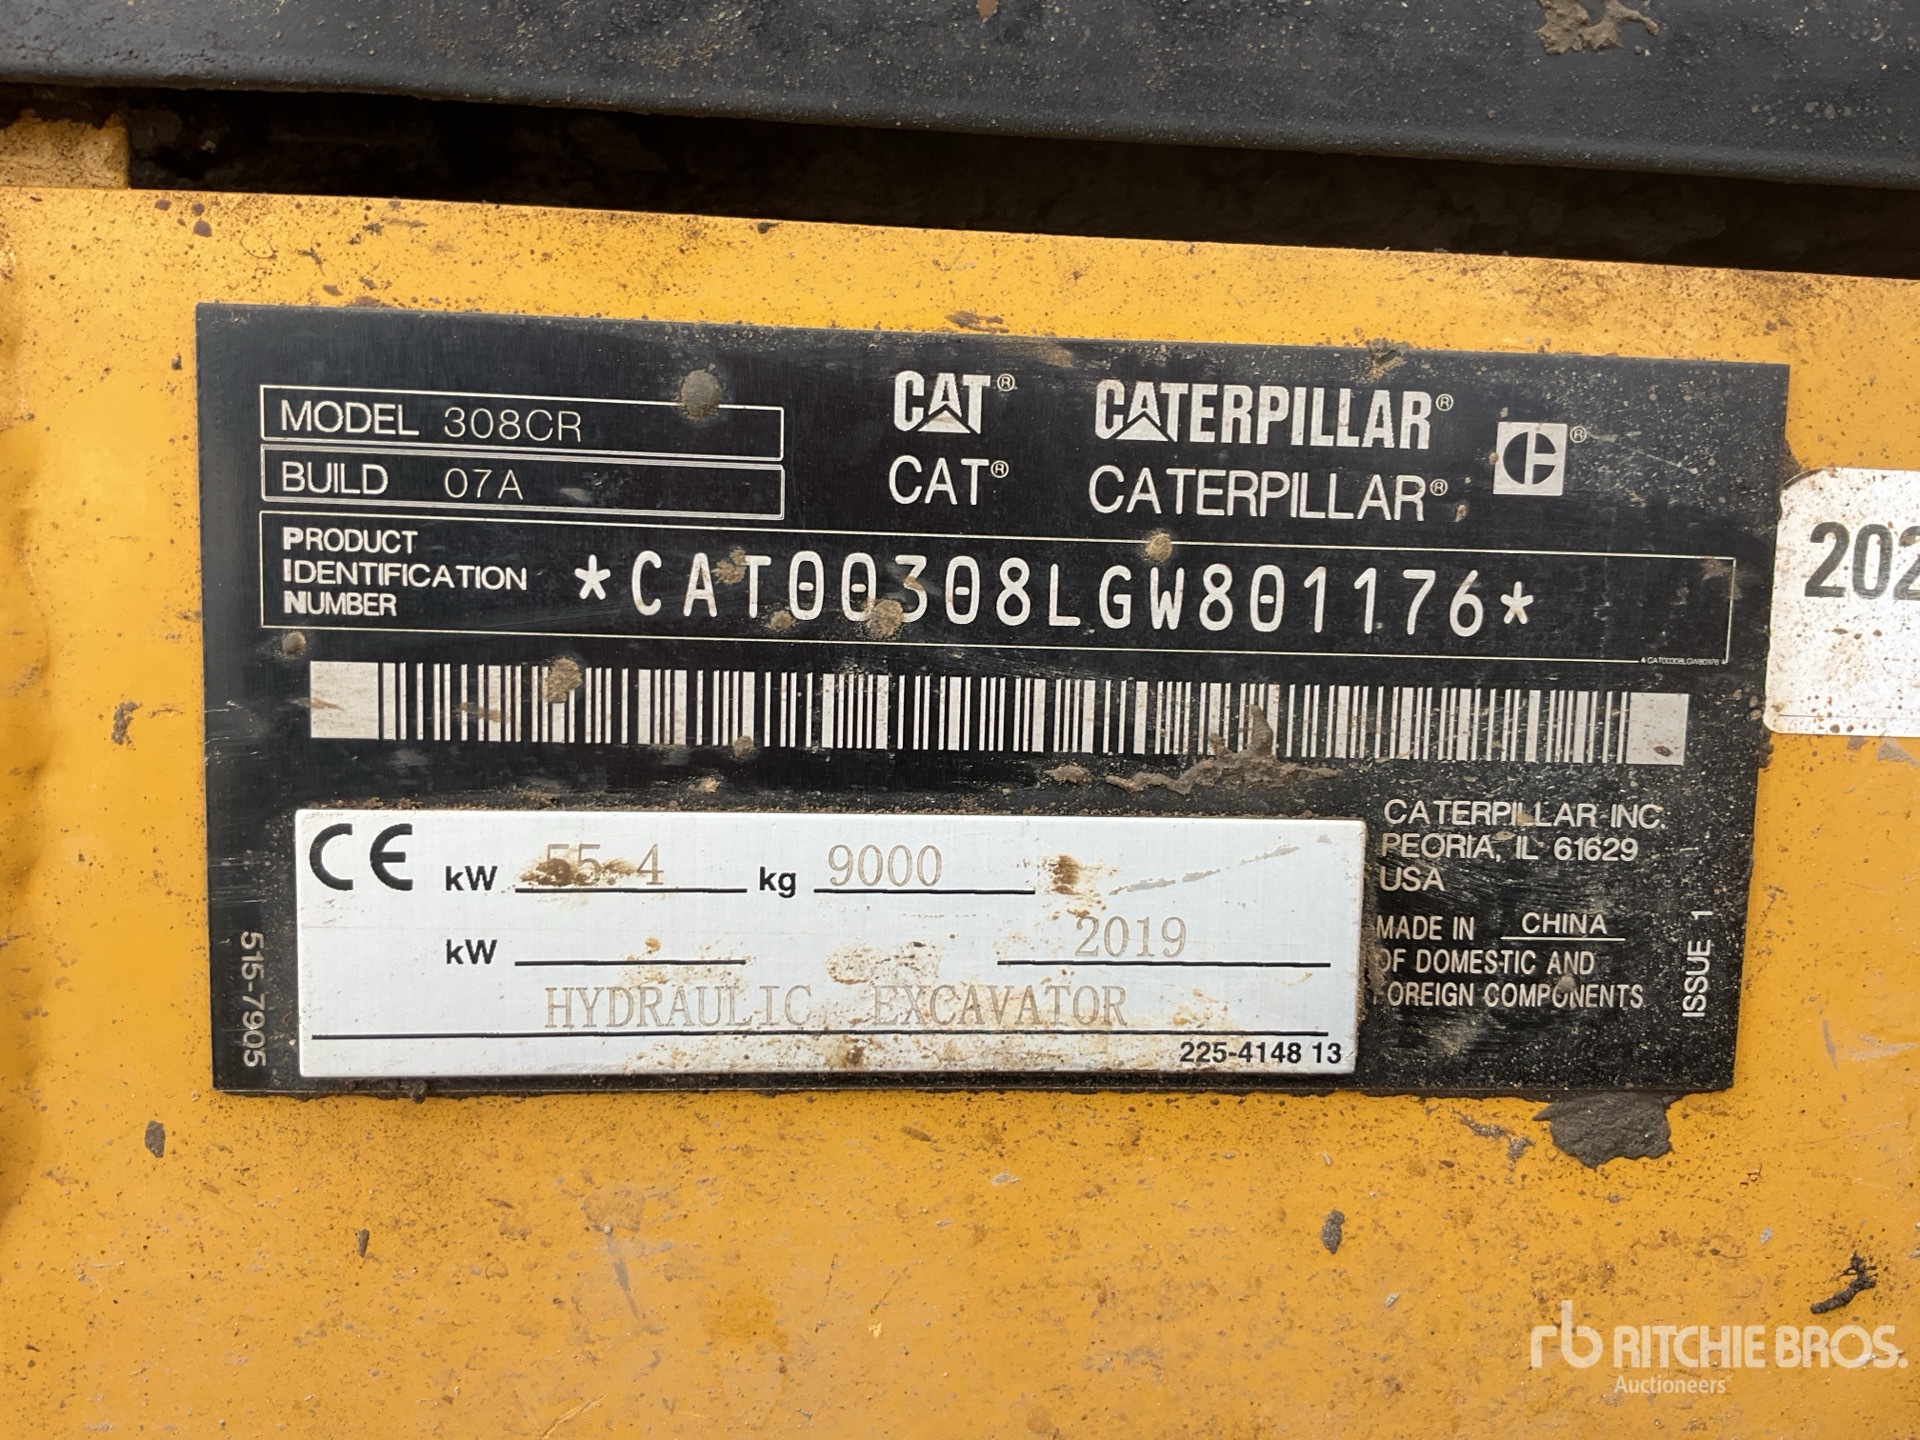 MODEL 308CR
BUILD 07A
CAT® CATERPILLAR®
CAT® CATERPILLAR®
C®
PRODUCT
IDENTIFICATION
NUMBER
*CAT00308LGW801176*
*CAT00308LGW801176*
202
CE kW 55.4 kg 9000
kW 2019
HYDRAULIC EXCAVATOR
225-4148 13
CATERPILLAR INC.
PEORIA, IL 61629
USA
MADE IN CHINA
OF DOMESTIC AND
FOREIGN COMPONENTS
ISSUE 1
515-7905
rb RITCHIE BROS.
Auctioneers